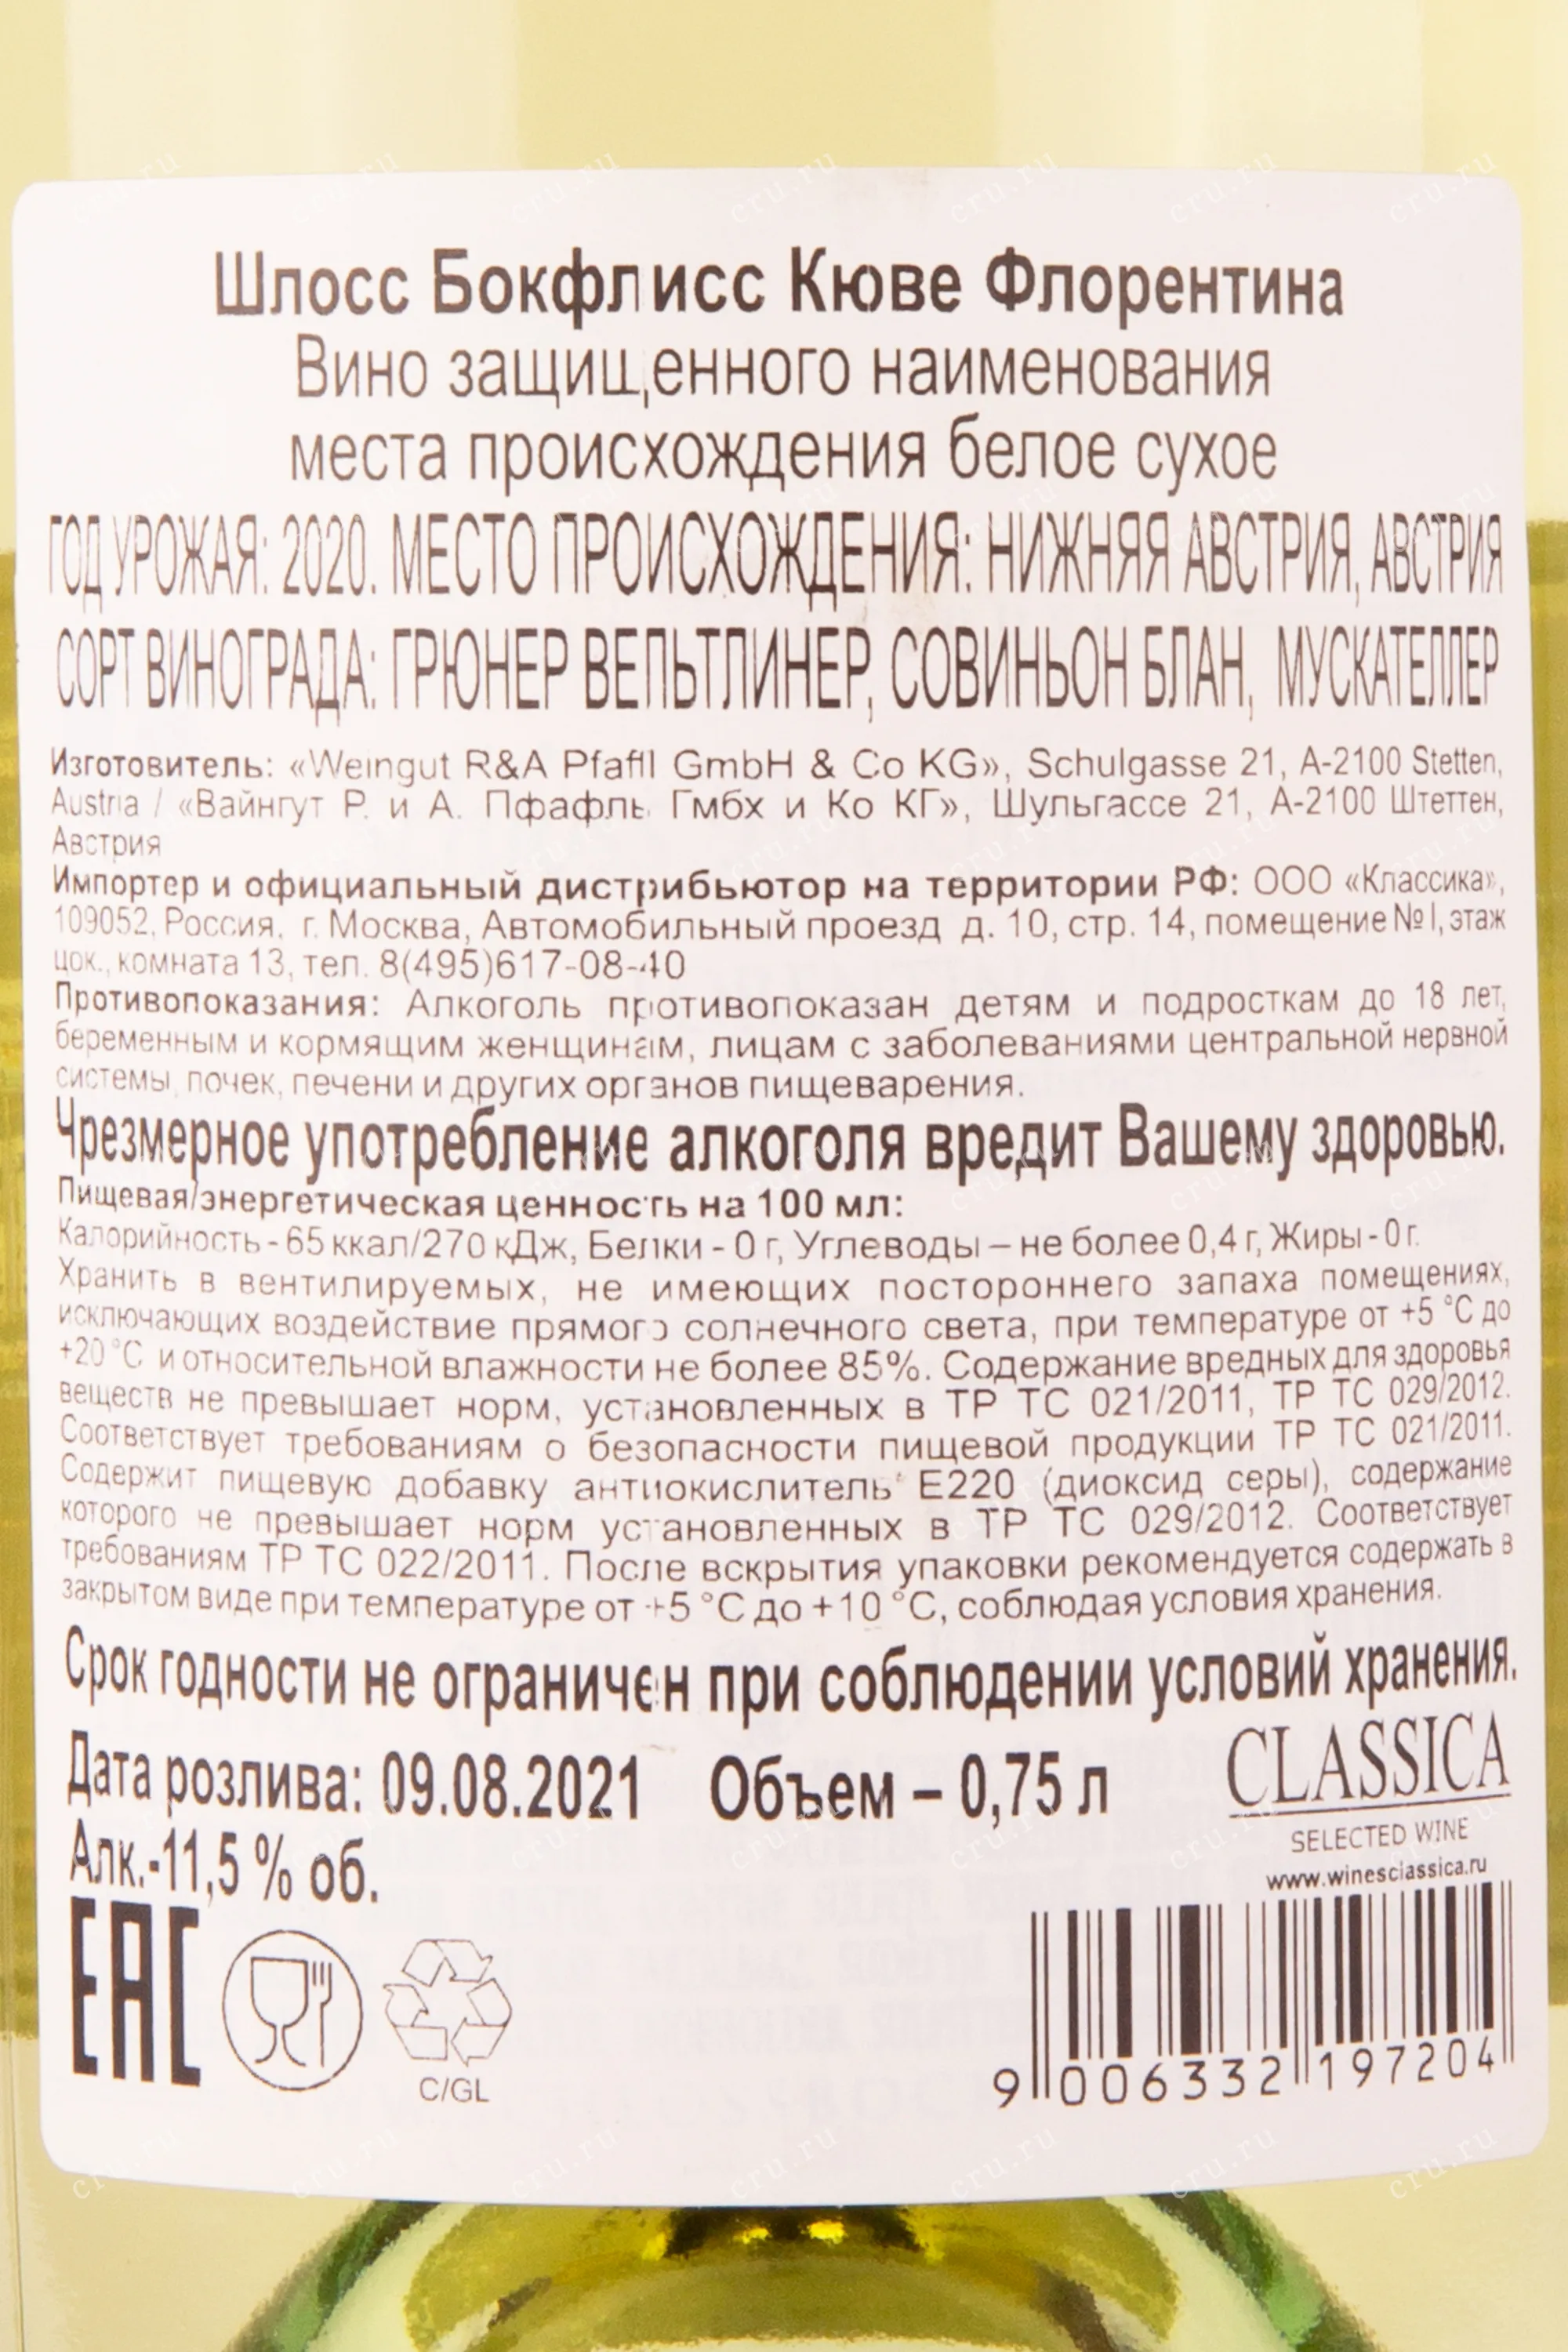 Шлосс Бокфлисс Кюве Флорентина
Вино защищенного наименования
места происхождения белое сухое
ГОД УРОЖАЯ: 2020. МЕСТО ПРОИСХОЖДЕНИЯ: НИЖНЯЯ АВСТРИЯ, АВСТРИЯ
СОРТ ВИНОГРАДА: ГРЮНЕР ВЕЛЬТЛИНЕР, СОВИНЬОН БЛАН, МУСКАТЕЛЛЕР
Изготовитель: «Weingut R&A Pfaffl GmbH & Co KG», Schulgasse 21, A-2100 Stetten,
Austria / «Вайнгут Р. и А. Пфафль Гмбх и Ко КГ», Шульгассе 21, А-2100 Штеттен,
Австрия
Импортер и официальный дистрибьютор на территории РФ: ООО «Классика»,
109052, Россия, г. Москва, Автомобильный проезд д. 10, стр. 14, помещение № I, этаж
цок., комната 13, тел. 8(495)617-08-40
Противопоказания: Алкоголь противопоказан детям и подросткам до 18 лет,
беременным и кормящим женщинам, лицам с заболеваниями центральной нервной
системы, почек, печени и других органов пищеварения.
Чрезмерное употребление алкоголя вредит Вашему здоровью.
Пищевая/энергетическая ценность на 100 мл:
Калорийность - 65 ккал/270 кДж, Белки - 0 г, Углеводы – не более 0,4 г, Жиры - 0 г.
Хранить в вентилируемых, не имеющих постороннего запаха помещениях,
исключающих воздействие прямого солнечного света, при температуре от +5 °С до
+20 °С и относительной влажности не более 85%. Содержание вредных для здоровья
веществ не превышает норм, установленных в ТР ТС 021/2011, ТР ТС 029/2012.
Соответствует требованиям о безопасности пищевой продукции ТР ТС 021/2011.
Содержит пищевую добавку антиокислитель Е220 (диоксид серы), содержание
которого не превышает норм установленных в ТР ТС 029/2012. Соответствует
требованиям ТР ТС 022/2011. После вскрытия упаковки рекомендуется содержать в
закрытом виде при температуре от +5 °С до +10 °С, соблюдая условия хранения.
Срок годности не ограничен при соблюдении условий хранения.
Дата розлива: 09.08.2021 Объем – 0,75 л
CLASSICA
SELECTED WINE
www.winesclassica.ru
Алк.-11,5 % об.
EAC
C/GL
9 006332 197204
cru.ru